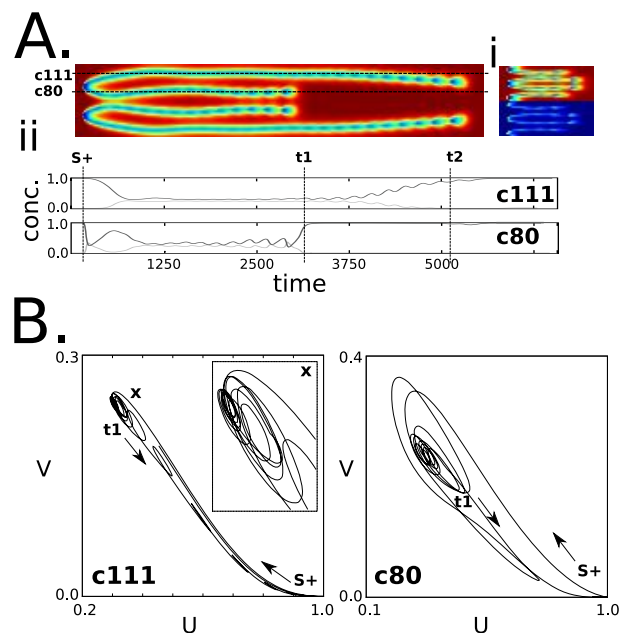 A.
i
c111
c80
ii
S+ t1 t2
conc.
1.0
0.0
c111
1.0
0.0
c80
1250 2500 3750 5000
time
B.
0.3 0.4
x x
t1
V V
t1
S+ S+
c111 c80
0.0 0.0
0.2 1.0 0.1 1.0
U U